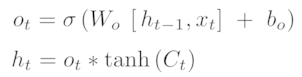 o_t = σ (W_o [h_{t−1}, x_t] + b_o)
h_t = o_t * tanh (C_t)